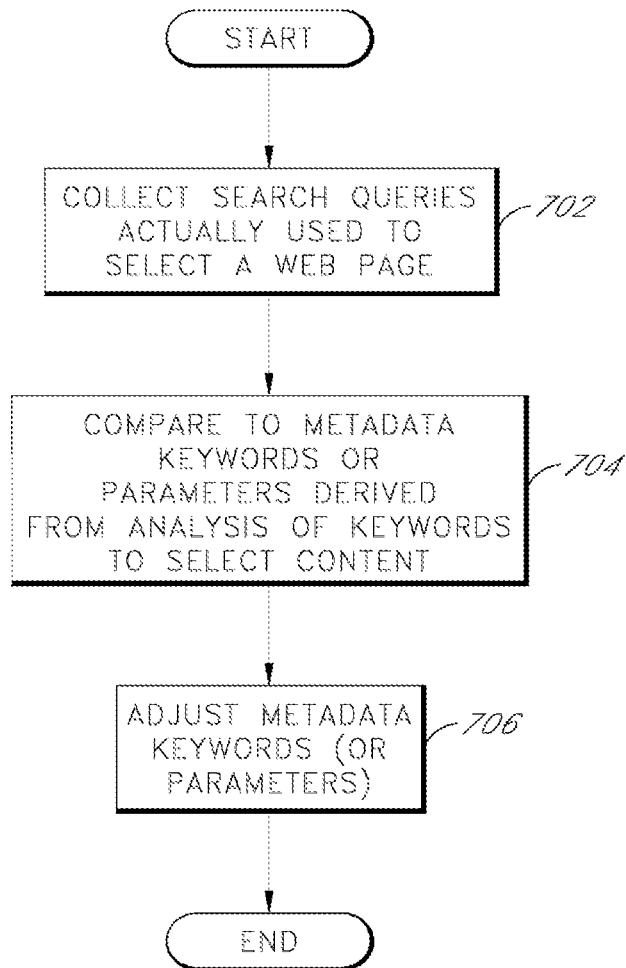 START
COLLECT SEARCH QUERIES
ACTUALLY USED TO
SELECT A WEB PAGE
702
COMPARE TO METADATA
KEYWORDS OR
PARAMETERS DERIVED
FROM ANALYSIS OF KEYWORDS
TO SELECT CONTENT
704
ADJUST METADATA
KEYWORDS (OR
PARAMETERS)
706
END